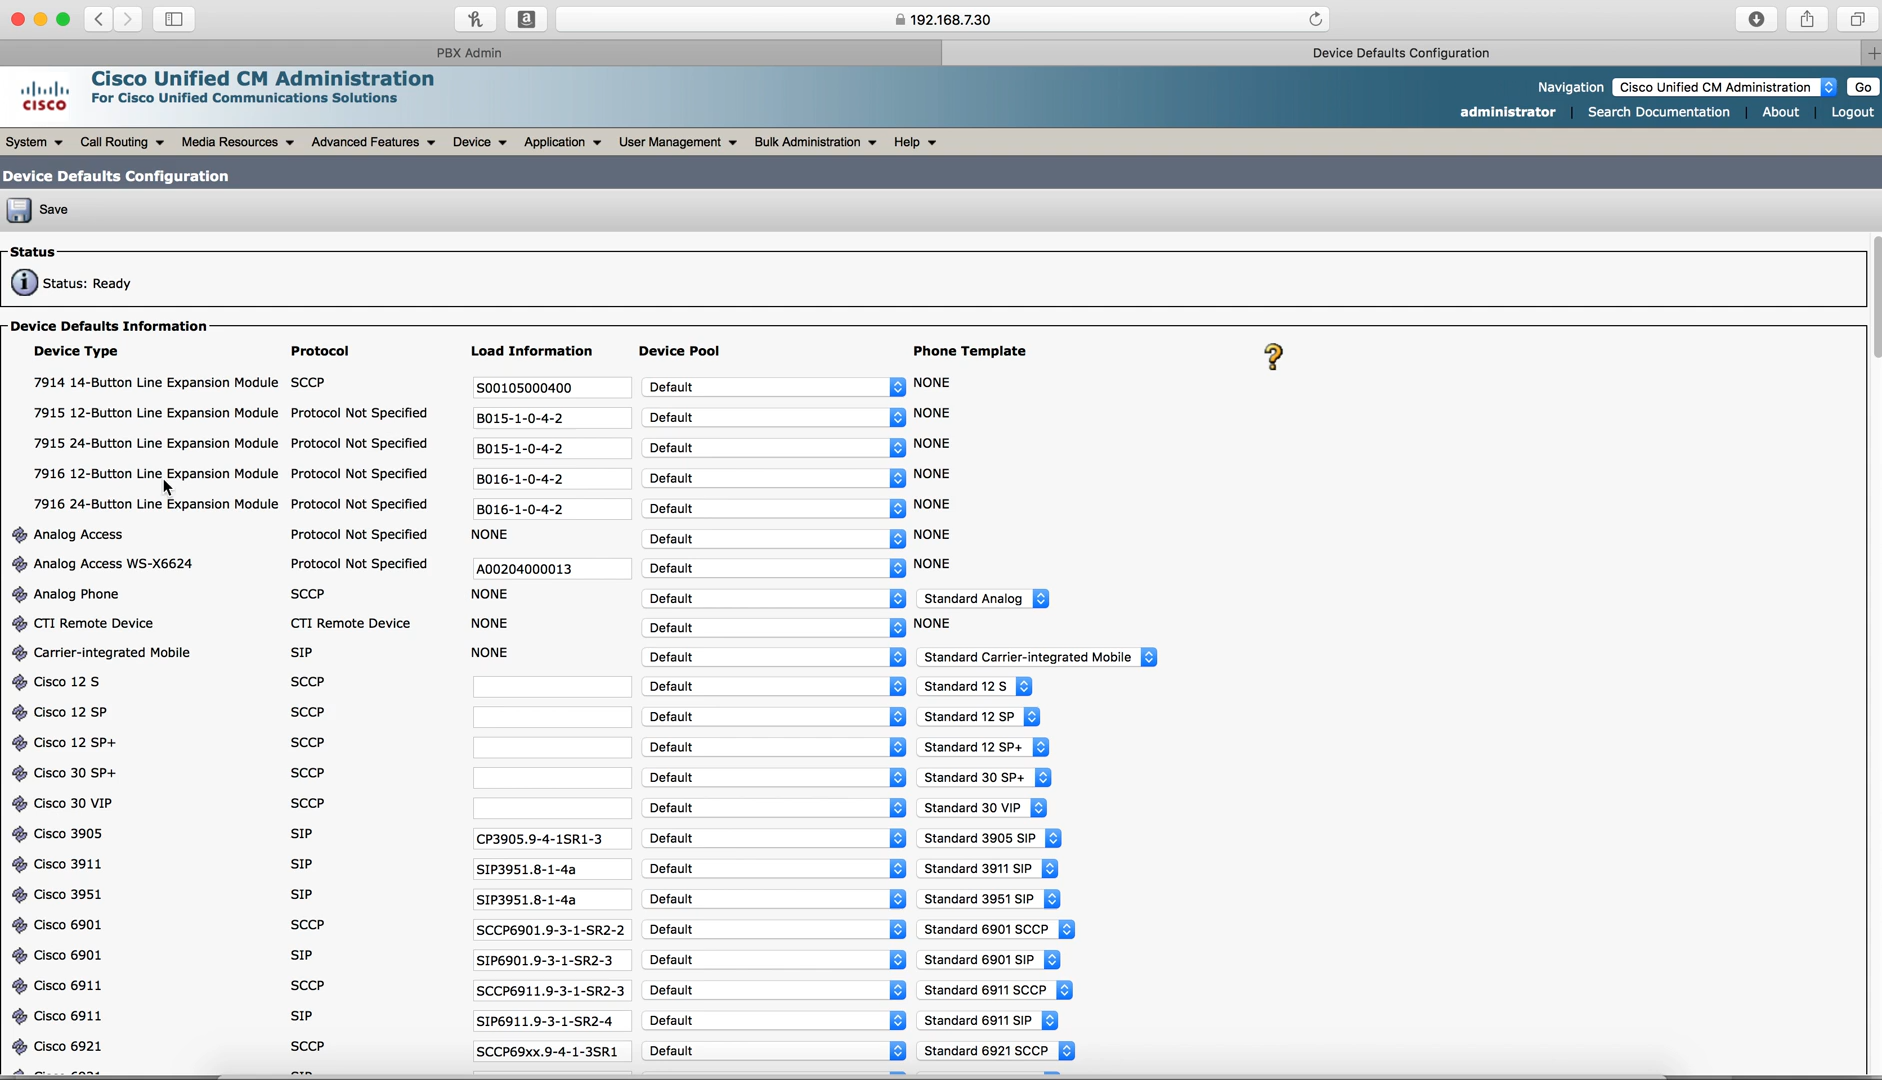 192.168.7.30
PBX Admin
Device Defaults Configuration
CISCO
Cisco Unified CM Administration
For Cisco Unified Communications Solutions
Navigation Cisco Unified CM Administration Go
administrator | Search Documentation | About | Logout
System Call Routing Media Resources Advanced Features Device Application User Management Bulk Administration Help
Device Defaults Configuration
Save
Status
Status: Ready
Device Defaults Information
Device Type Protocol Load Information Device Pool Phone Template ?
7914 14-Button Line Expansion Module SCCP S00105000400 Default NONE
7915 12-Button Line Expansion Module Protocol Not Specified B015-1-0-4-2 Default NONE
7915 24-Button Line Expansion Module Protocol Not Specified B015-1-0-4-2 Default NONE
7916 12-Button Line Expansion Module Protocol Not Specified B016-1-0-4-2 Default NONE
7916 24-Button Line Expansion Module Protocol Not Specified B016-1-0-4-2 Default NONE
Analog Access Protocol Not Specified NONE Default NONE
Analog Access WS-X6624 Protocol Not Specified A00204000013 Default NONE
Analog Phone SCCP NONE Default Standard Analog
CTI Remote Device CTI Remote Device NONE Default NONE
Carrier-integrated Mobile SIP NONE Default Standard Carrier-integrated Mobile
Cisco 12 S SCCP Default Standard 12 S
Cisco 12 SP SCCP Default Standard 12 SP
Cisco 12 SP+ SCCP Default Standard 12 SP+
Cisco 30 SP+ SCCP Default Standard 30 SP+
Cisco 30 VIP SCCP Default Standard 30 VIP
Cisco 3905 SIP CP3905.9-4-1SR1-3 Default Standard 3905 SIP
Cisco 3911 SIP SIP3951.8-1-4a Default Standard 3911 SIP
Cisco 3951 SIP SIP3951.8-1-4a Default Standard 3951 SIP
Cisco 6901 SCCP SCCP6901.9-3-1-SR2-2 Default Standard 6901 SCCP
Cisco 6901 SIP SIP6901.9-3-1-SR2-3 Default Standard 6901 SIP
Cisco 6911 SCCP SCCP6911.9-3-1-SR2-3 Default Standard 6911 SCCP
Cisco 6911 SIP SIP6911.9-3-1-SR2-4 Default Standard 6911 SIP
Cisco 6921 SCCP SCCP69xx.9-4-1-3SR1 Default Standard 6921 SCCP